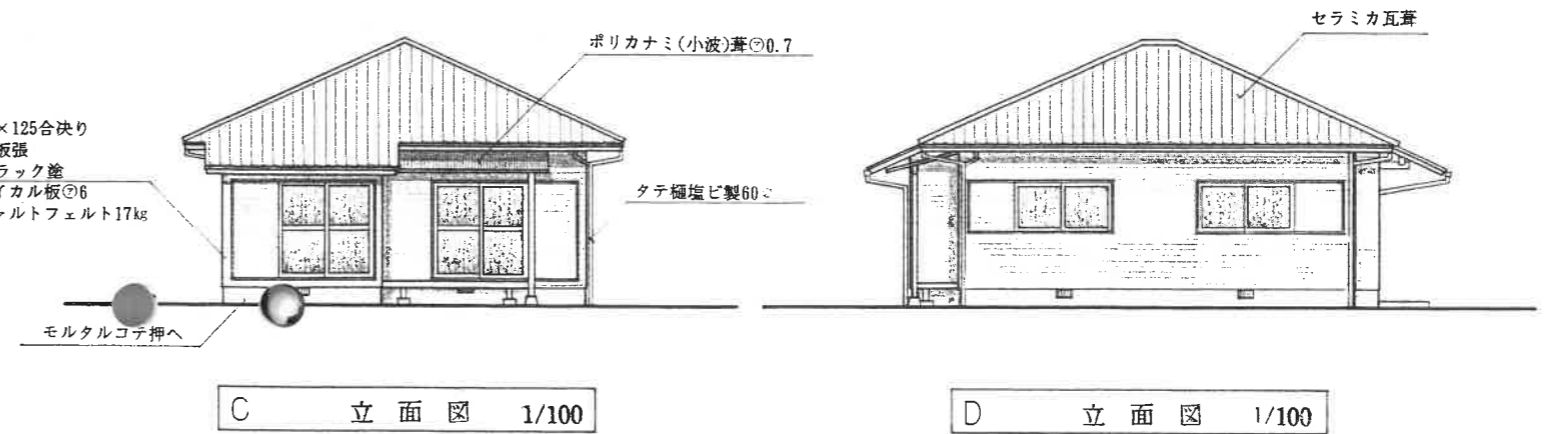 セラミカ瓦葺
ポリカナミ(小波)葺㋐0.7
×125合決り
板張
ラック塗
イカル板㋐6
ァルトフェルト17kg
タテ樋塩ビ製60
モルタルコテ押へ
C 立面図 1/100
D 立面図 1/100